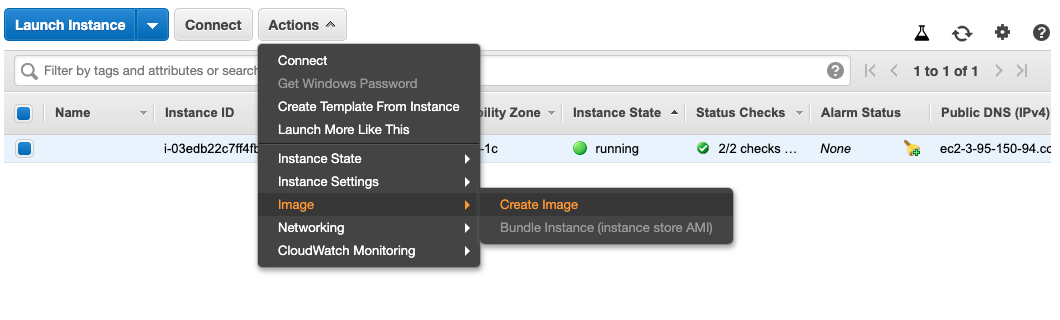 Launch Instance Connect Actions
Connect
Filter by tags and attributes or search 1 to 1 of 1
Get Windows Password
Create Template From Instance
Name Instance ID bility Zone Instance State Status Checks Alarm Status Public DNS (IPv4)
Launch More Like This
i-03edb22c7ff4fb -1c running 2/2 checks ... None ec2-3-95-150-94.co
Instance State
Instance Settings
Image Create Image
Networking Bundle Instance (instance store AMI)
CloudWatch Monitoring